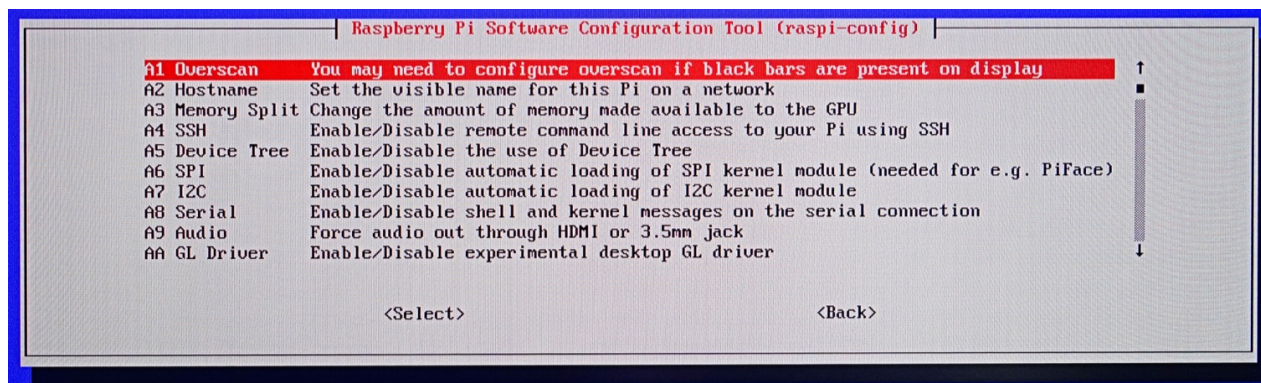 Raspberry Pi Software Configuration Tool (raspi-config)
A1 Overscan You may need to configure overscan if black bars are present on display
A2 Hostname Set the visible name for this Pi on a network
A3 Memory Split Change the amount of memory made available to the GPU
A4 SSH Enable/Disable remote command line access to your Pi using SSH
A5 Device Tree Enable/Disable the use of Device Tree
A6 SPI Enable/Disable automatic loading of SPI kernel module (needed for e.g. PiFace)
A7 I2C Enable/Disable automatic loading of I2C kernel module
A8 Serial Enable/Disable shell and kernel messages on the serial connection
A9 Audio Force audio out through HDMI or 3.5mm jack
AA GL Driver Enable/Disable experimental desktop GL driver
<Select> <Back>